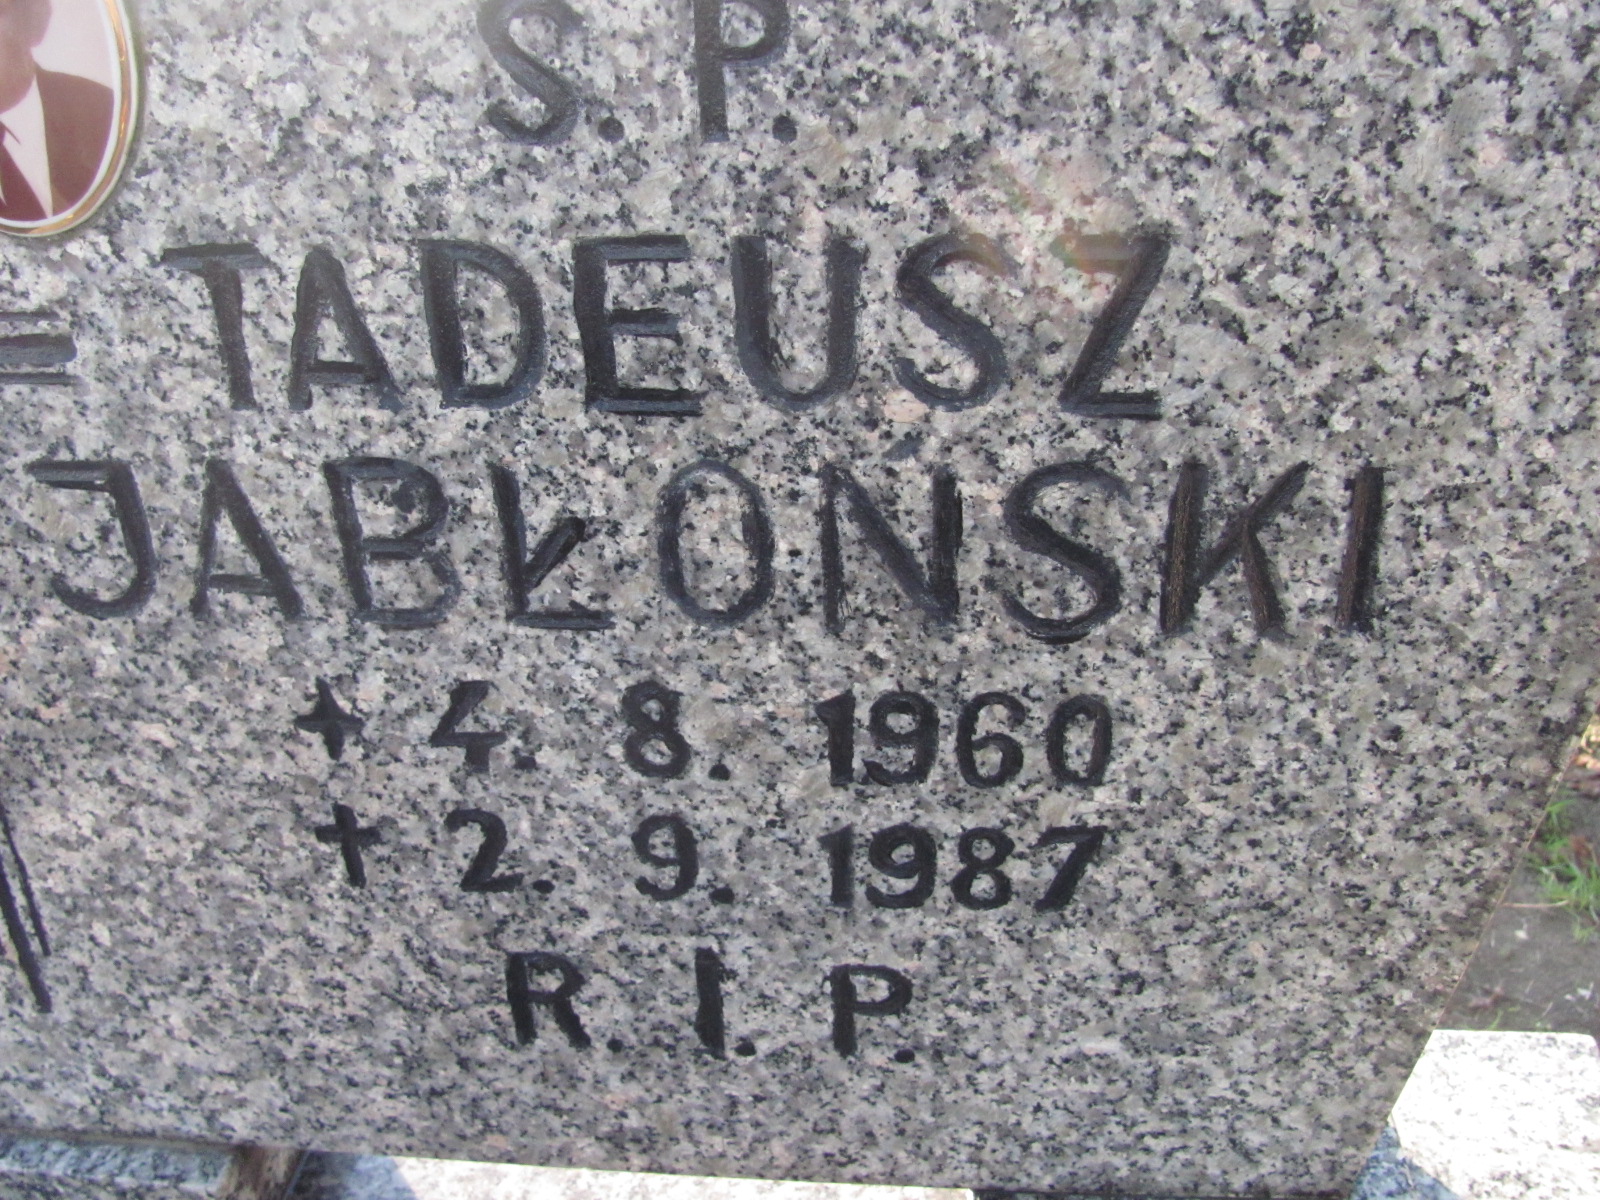 S.P.
TADEUSZ
JABŁOŃSKI
+ 4. 8. 1960
† 2. 9. 1987
R.I.P.